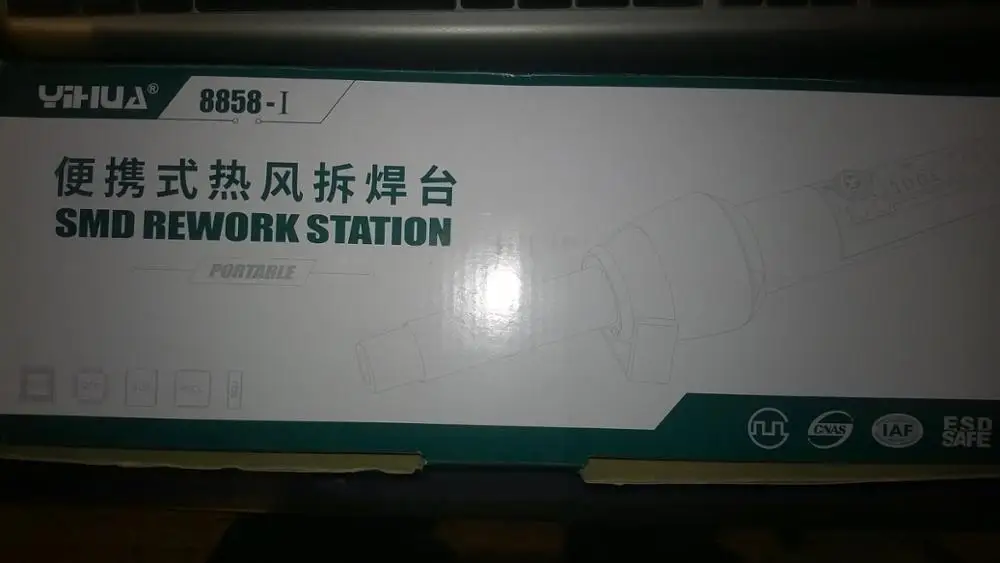 YIHUA®
8858-I
便携式热风拆焊台
SMD REWORK STATION
PORTABLE
CNAS
IAF
ESD
SAFE